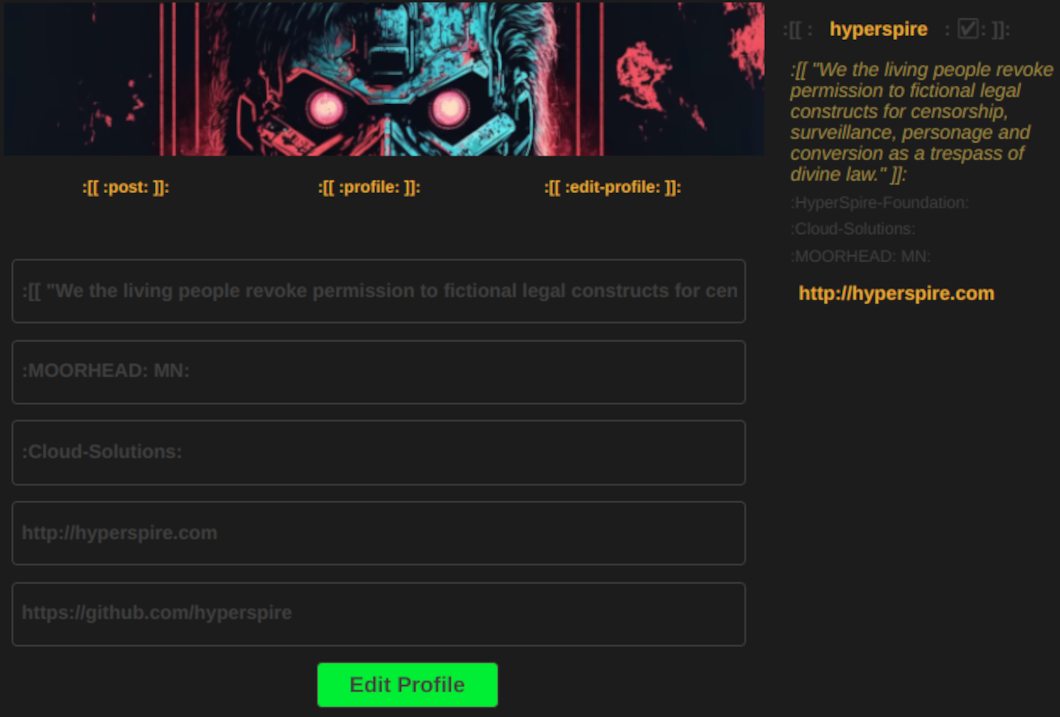 :[[ :post: ]]:
:[[ :profile: ]]:
:[[ :edit-profile: ]]:
:[[ "We the living people revoke permission to fictional legal constructs for cen
:MOORHEAD: MN:
:Cloud-Solutions:
http://hyperspire.com
https://github.com/hyperspire
Edit Profile
:[[ : hyperspire : ☑: ]]:
:[[ "We the living people revoke
permission to fictional legal
constructs for censorship,
surveillance, personage and
conversion as a trespass of
divine law." ]]:
:HyperSpire-Foundation:
:Cloud-Solutions:
:MOORHEAD: MN:
http://hyperspire.com